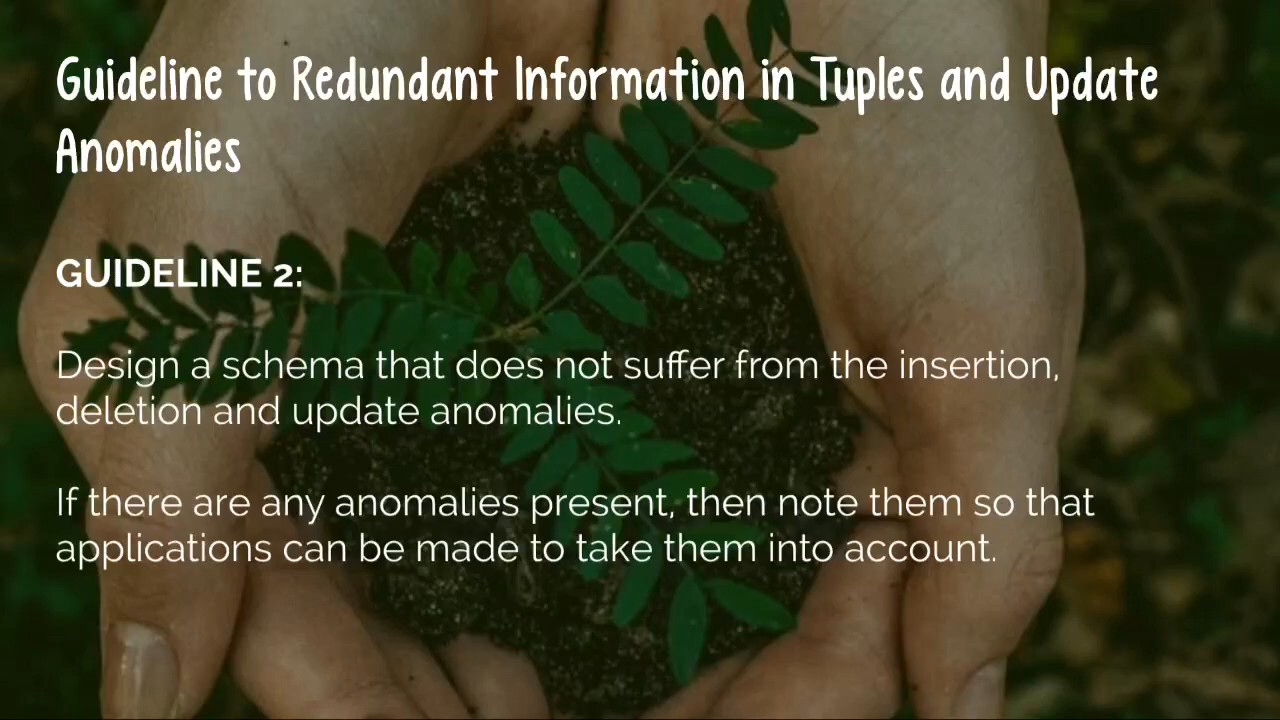 Guideline to Redundant Information in Tuples and Update
Anomalies
GUIDELINE 2:
Design a schema that does not suffer from the insertion,
deletion and update anomalies.
If there are any anomalies present, then note them so that
applications can be made to take them into account.